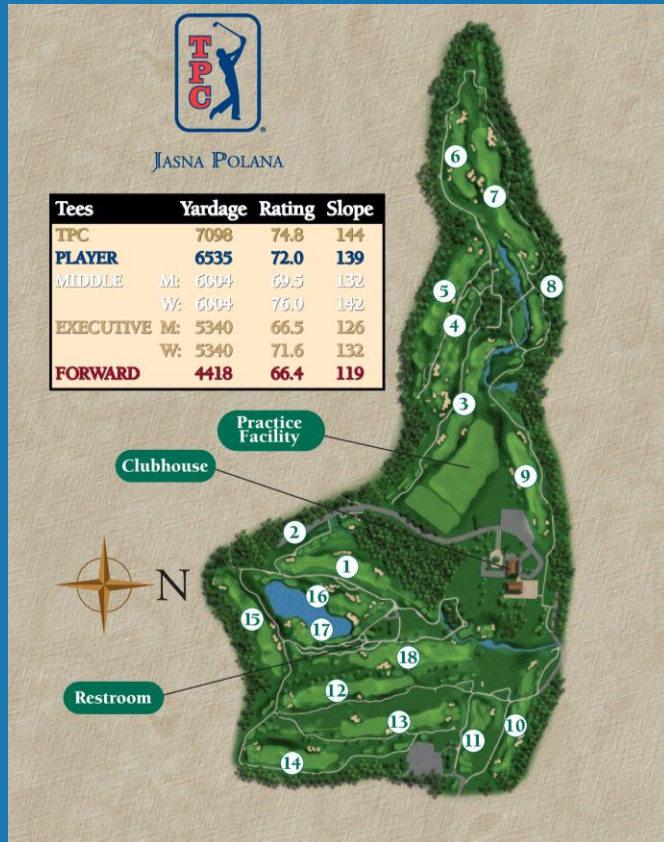 TPC
®
JASNA POLANA
Tees Yardage Rating Slope
TPC 7098 74.8 144
PLAYER 6535 72.0 139
MIDDLE M: 6004 69.5 132
W: 6004 76.0 142
EXECUTIVE M: 5340 66.5 126
W: 5340 71.6 132
FORWARD 4418 66.4 119
6
7
5
8
4
3
Practice
Facility
Clubhouse
9
2
1
N
16
15
17
18
Restroom
12
13
10
11
14